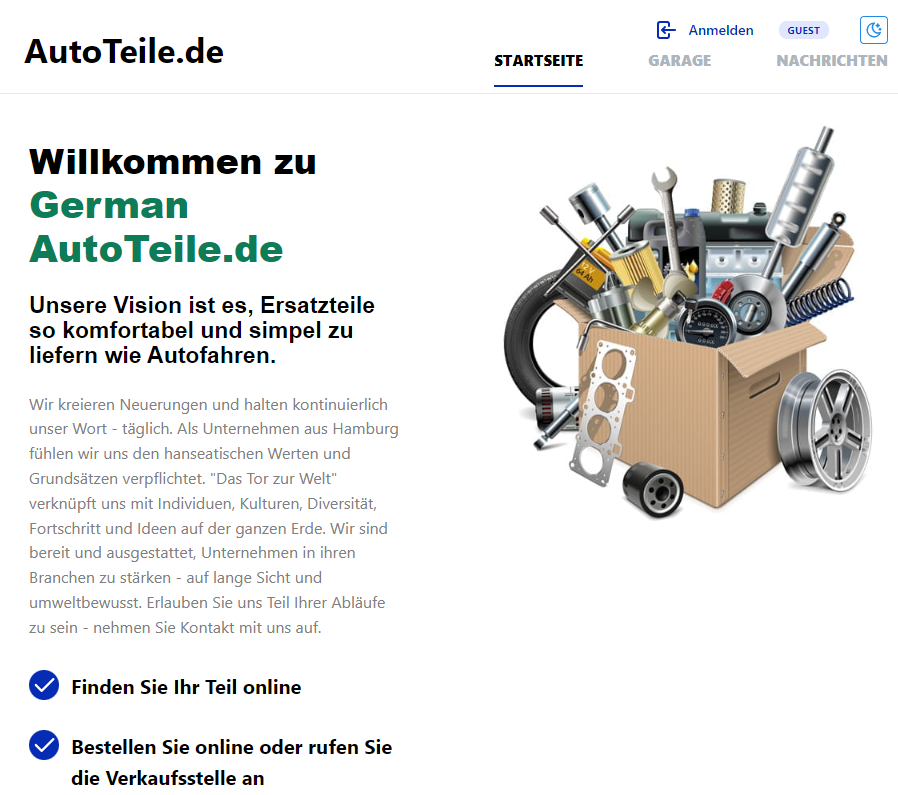 AutoTeile.de
Anmelden
GUEST
STARTSEITE
GARAGE
NACHRICHTEN
Willkommen zu
German
AutoTeile.de
Unsere Vision ist es, Ersatzteile
so komfortabel und simpel zu
liefern wie Autofahren.
Wir kreieren Neuerungen und halten kontinuierlich
unser Wort - täglich. Als Unternehmen aus Hamburg
fühlen wir uns den hanseatischen Werten und
Grundsätzen verpflichtet. "Das Tor zur Welt"
verknüpft uns mit Individuen, Kulturen, Diversität,
Fortschritt und Ideen auf der ganzen Erde. Wir sind
bereit und ausgestattet, Unternehmen in ihren
Branchen zu stärken - auf lange Sicht und
umweltbewusst. Erlauben Sie uns Teil Ihrer Abläufe
zu sein - nehmen Sie Kontakt mit uns auf.
Finden Sie Ihr Teil online
Bestellen Sie online oder rufen Sie
die Verkaufsstelle an
12 V
64 Ah